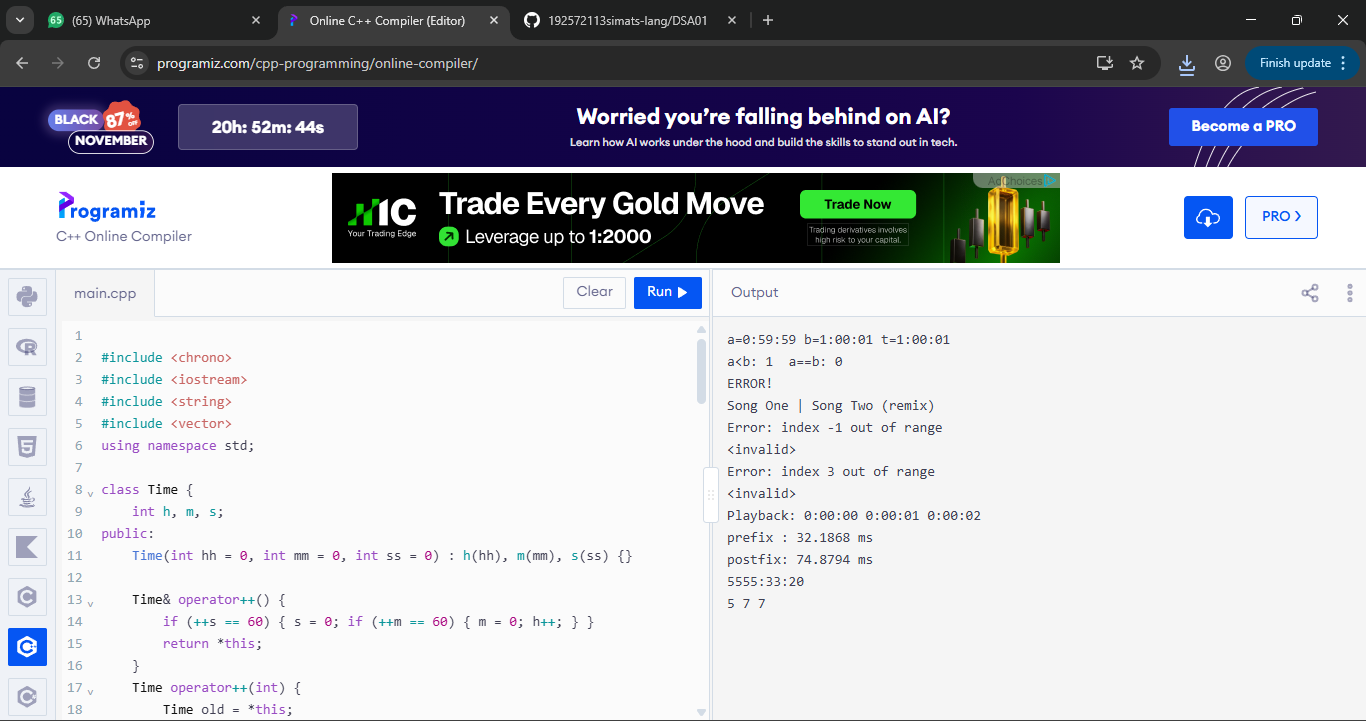 65
(65) WhatsApp
Online C++ Compiler (Editor)
192572113simats-lang/DSA01
programiz.com/cpp-programming/online-compiler/
Finish update
BLACK
87% OFF
NOVEMBER
20h: 52m: 44s
Worried you’re falling behind on AI?
Learn how AI works under the hood and build the skills to stand out in tech.
Become a PRO
Programiz
C++ Online Compiler
IC
Your Trading Edge
Trade Every Gold Move
Leverage up to 1:2000
Trade Now
Trading derivatives involves
high risk to your capital.
AdChoices
PRO
main.cpp
Clear
Run
Output
1
2 #include <chrono>
3 #include <iostream>
4 #include <string>
5 #include <vector>
6 using namespace std;
7
8 class Time {
9 int h, m, s;
10 public:
11 Time(int hh = 0, int mm = 0, int ss = 0) : h(hh), m(mm), s(ss) {}
12
13 Time& operator++() {
14 if (++s == 60) { s = 0; if (++m == 60) { m = 0; h++; } }
15 return *this;
16 }
17 Time operator++(int) {
18 Time old = *this;
a=0:59:59 b=1:00:01 t=1:00:01
a<b: 1 a==b: 0
ERROR!
Song One | Song Two (remix)
Error: index -1 out of range
<invalid>
Error: index 3 out of range
<invalid>
Playback: 0:00:00 0:00:01 0:00:02
prefix : 32.1868 ms
postfix: 74.8794 ms
5555:33:20
5 7 7